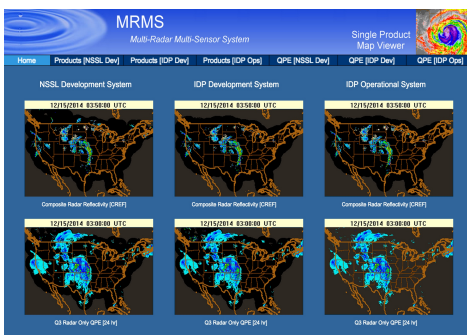 MRMS
Multi-Radar Multi-Sensor System
Single Product
Map Viewer
Home Products [NSSL Dev] Products [IDP Dev] Products [IDP Ops] QPE [NSSL Dev] QPE [IDP Dev] QPE [IDP Ops]
NSSL Development System IDP Development System IDP Operational System
12/15/2014 03:50:00 UTC 12/15/2014 03:50:00 UTC 12/15/2014 03:50:00 UTC
Composite Radar Reflectivity [CREF] Composite Radar Reflectivity [CREF] Composite Radar Reflectivity [CREF]
12/15/2014 03:00:00 UTC 12/15/2014 03:00:00 UTC 12/15/2014 03:00:00 UTC
Q3 Radar Only QPE [24 hr] Q3 Radar Only QPE [24 hr] Q3 Radar Only QPE [24 hr]